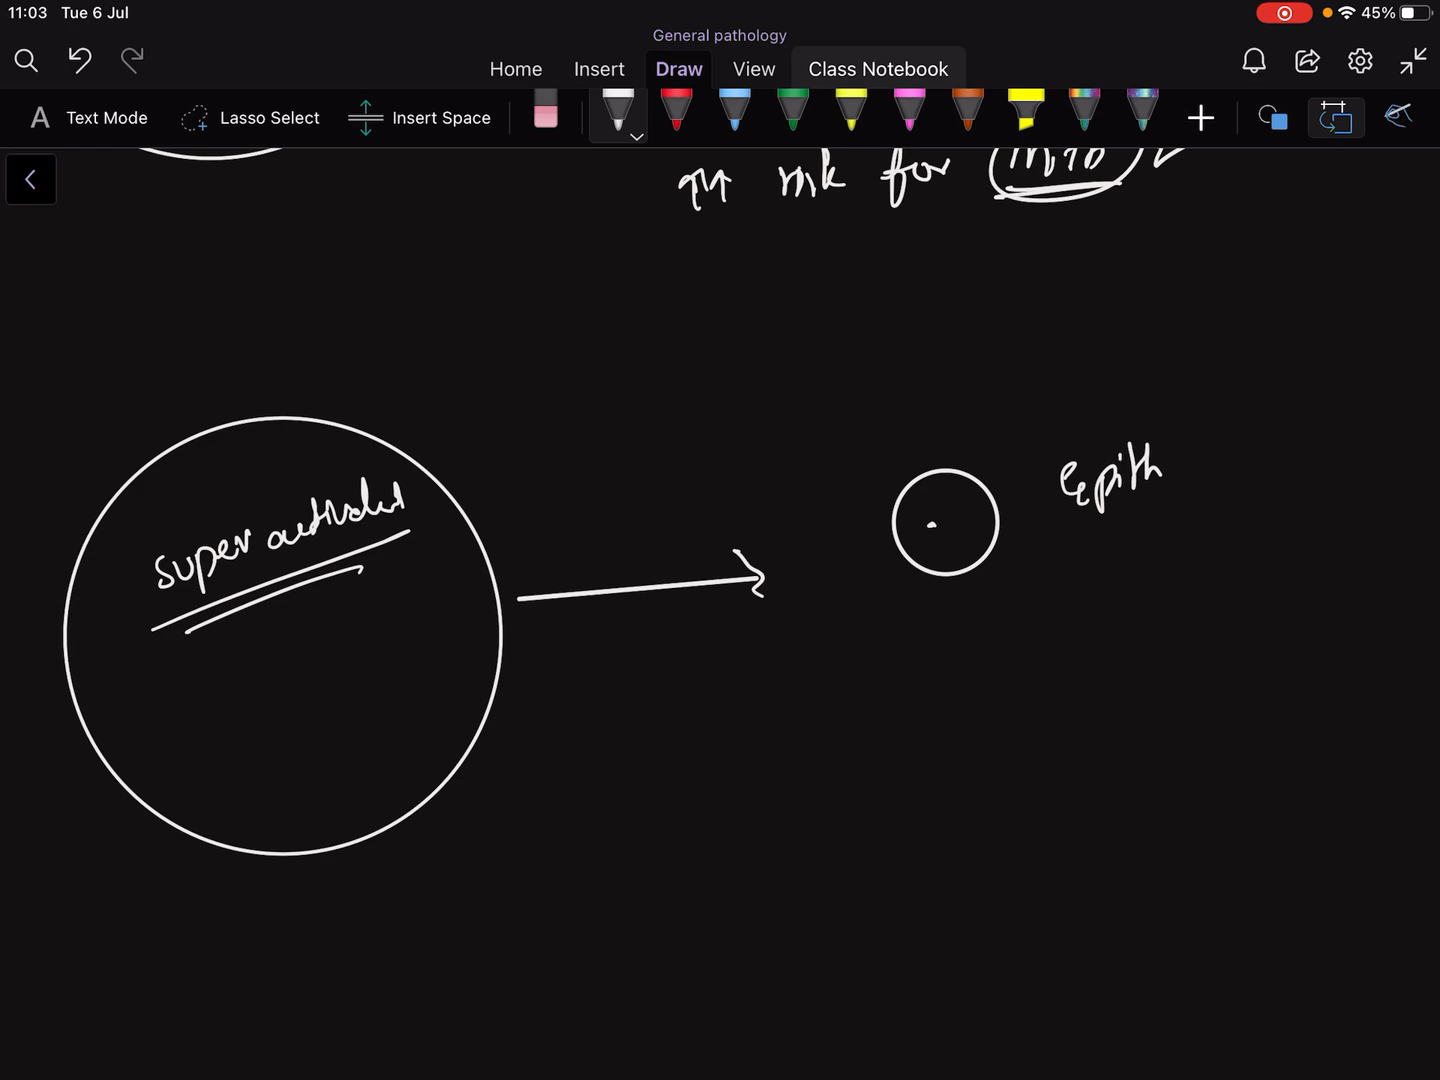 11:03 Tue 6 Jul
45%
General pathology
Home Insert Draw View Class Notebook
A Text Mode Lasso Select Insert Space
↑↑ risk for
super activated
Epith